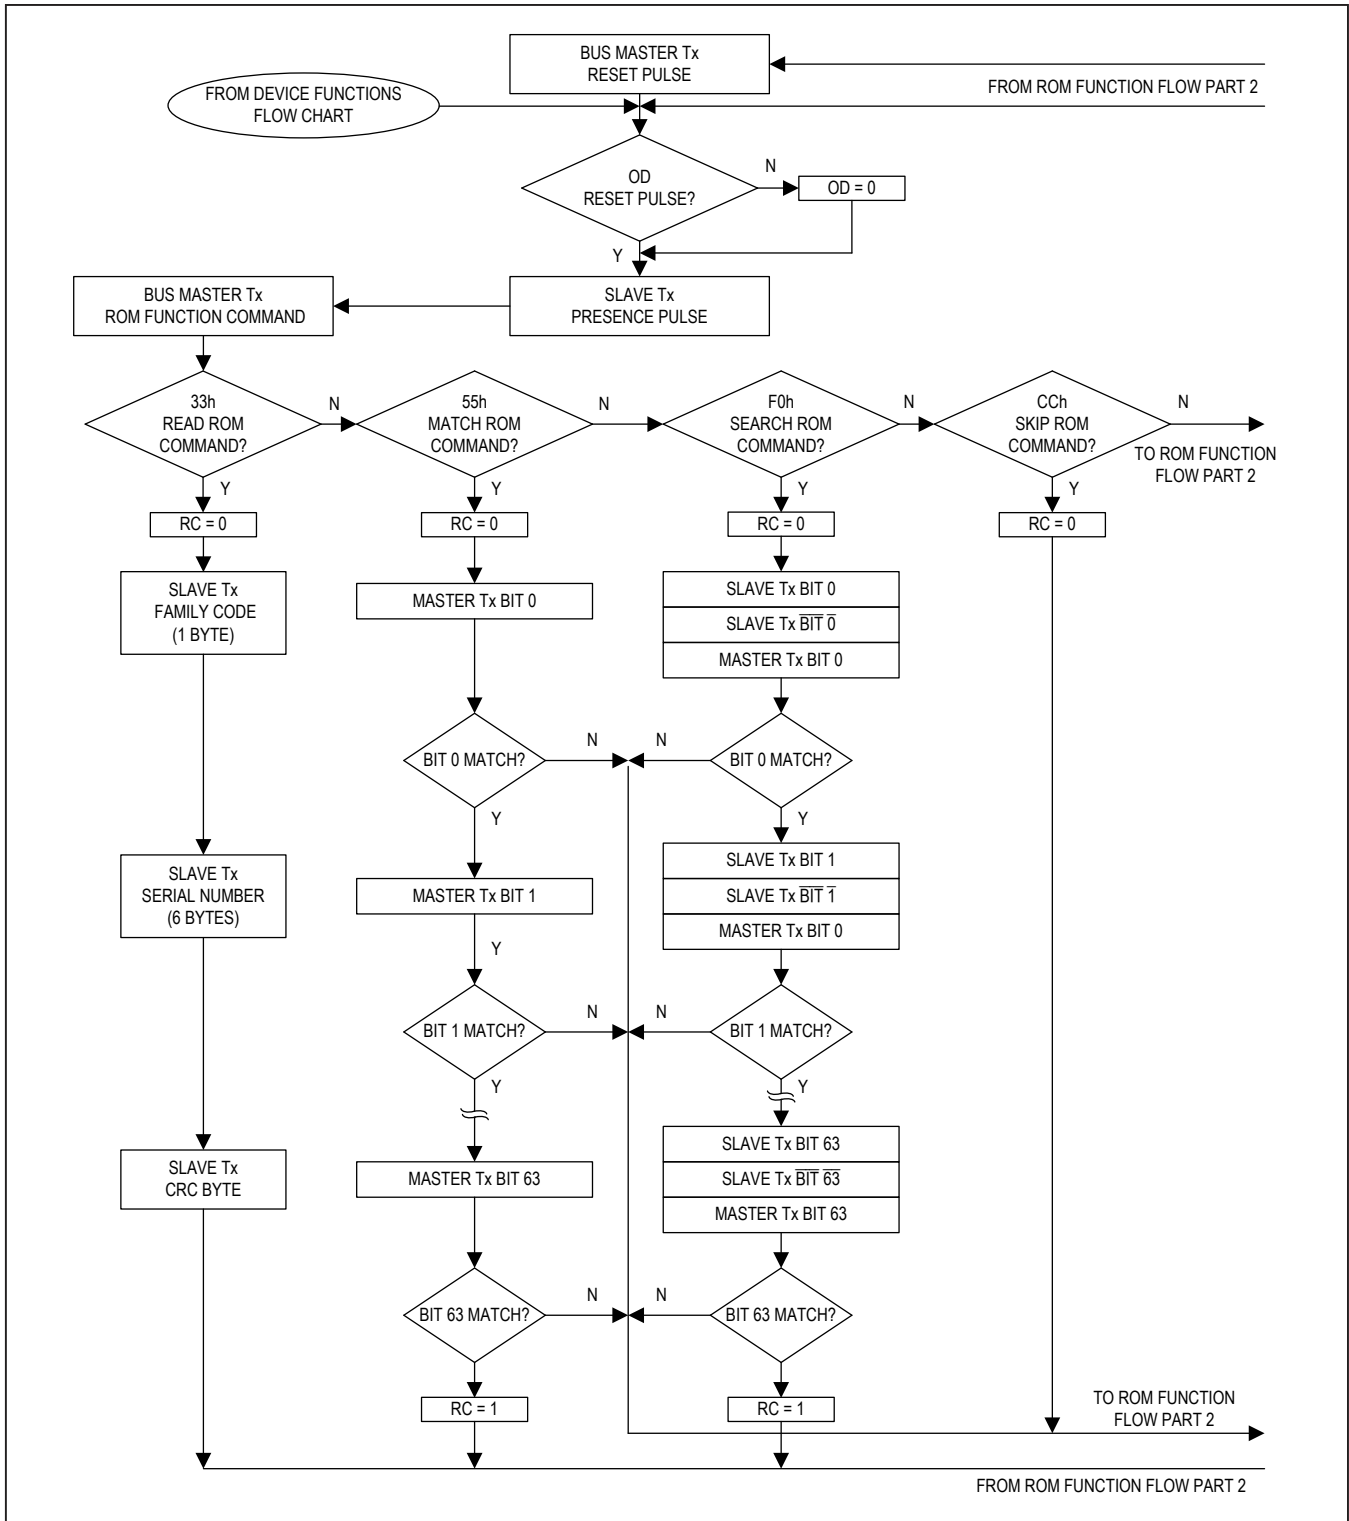 BUS MASTER Tx
RESET PULSE
FROM ROM FUNCTION FLOW PART 2
FROM DEVICE FUNCTIONS
FLOW CHART
OD
RESET PULSE?
N
OD = 0
Y
BUS MASTER Tx
ROM FUNCTION COMMAND
SLAVE Tx
PRESENCE PULSE
33h
READ ROM
COMMAND?
N
55h
MATCH ROM
COMMAND?
N
F0h
SEARCH ROM
COMMAND?
N
CCh
SKIP ROM
COMMAND?
N
TO ROM FUNCTION
FLOW PART 2
Y
Y
Y
Y
RC = 0
RC = 0
RC = 0
RC = 0
SLAVE Tx
FAMILY CODE
(1 BYTE)
MASTER Tx BIT 0
SLAVE Tx BIT 0
SLAVE Tx B̅I̅T̅ 0̅
MASTER Tx BIT 0
BIT 0 MATCH?
N
N
BIT 0 MATCH?
Y
Y
SLAVE Tx
SERIAL NUMBER
(6 BYTES)
MASTER Tx BIT 1
SLAVE Tx BIT 1
SLAVE Tx B̅I̅T̅ 1̅
MASTER Tx BIT 0
Y
BIT 1 MATCH?
N
N
BIT 1 MATCH?
Y
Y
SLAVE Tx
CRC BYTE
MASTER Tx BIT 63
SLAVE Tx BIT 63
SLAVE Tx B̅I̅T̅ 6̅3̅
MASTER Tx BIT 63
BIT 63 MATCH?
N
N
BIT 63 MATCH?
RC = 1
RC = 1
TO ROM FUNCTION
FLOW PART 2
FROM ROM FUNCTION FLOW PART 2